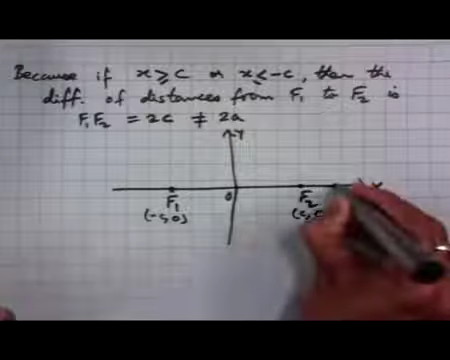 Because if x ≥ c or x ≤ -c, then the
diff. of distances from F₁ to F₂ is
F₁F₂ = 2c ≠ 2a
Y
0
F₁
F₂
(-c, 0)